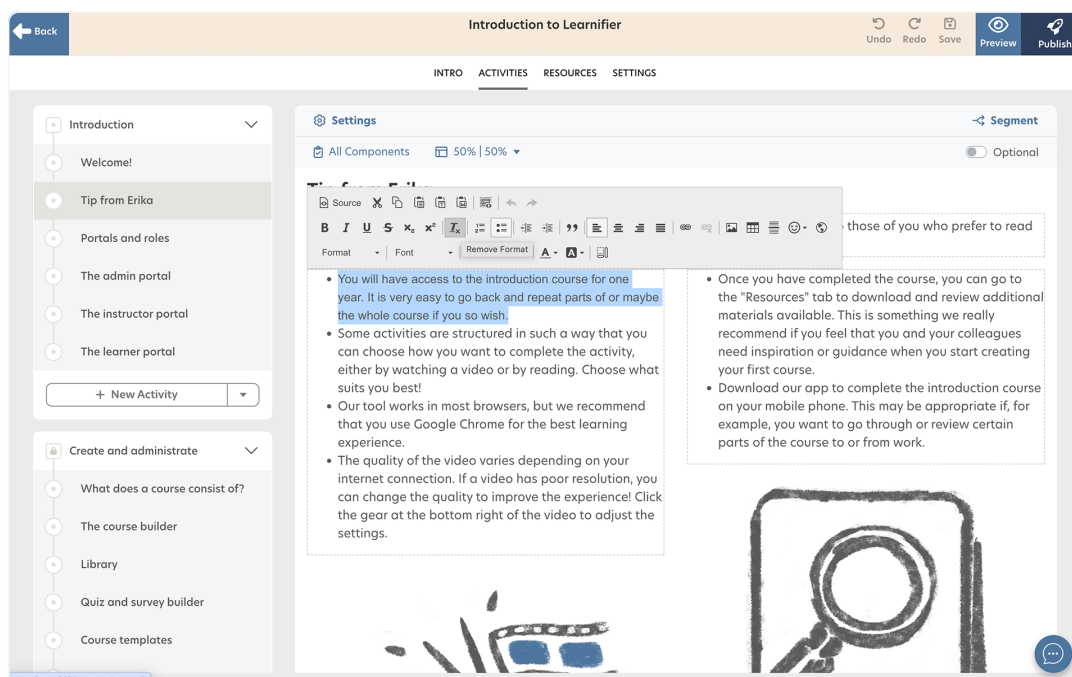 Back
Introduction to Learnifier
Undo
Redo
Save
Preview
Publish
INTRO
ACTIVITIES
RESOURCES
SETTINGS
Introduction
Welcome!
Tip from Erika
Portals and roles
The admin portal
The instructor portal
The learner portal
+ New Activity
Create and administrate
What does a course consist of?
The course builder
Library
Quiz and survey builder
Course templates
Settings
Segment
All Components
50% | 50%
Optional
Tip from Erika
Source
B I U S x₂ x² Tx
Format
Font
Remove Format
A
A
those of you who prefer to read
• You will have access to the introduction course for one
year. It is very easy to go back and repeat parts of or maybe
the whole course if you so wish.
• Some activities are structured in such a way that you
can choose how you want to complete the activity,
either by watching a video or by reading. Choose what
suits you best!
• Our tool works in most browsers, but we recommend
that you use Google Chrome for the best learning
experience.
• The quality of the video varies depending on your
internet connection. If a video has poor resolution, you
can change the quality to improve the experience! Click
the gear at the bottom right of the video to adjust the
settings.
• Once you have completed the course, you can go to
the "Resources" tab to download and review additional
materials available. This is something we really
recommend if you feel that you and your colleagues
need inspiration or guidance when you start creating
your first course.
• Download our app to complete the introduction course
on your mobile phone. This may be appropriate if, for
example, you want to go through or review certain
parts of the course to or from work.